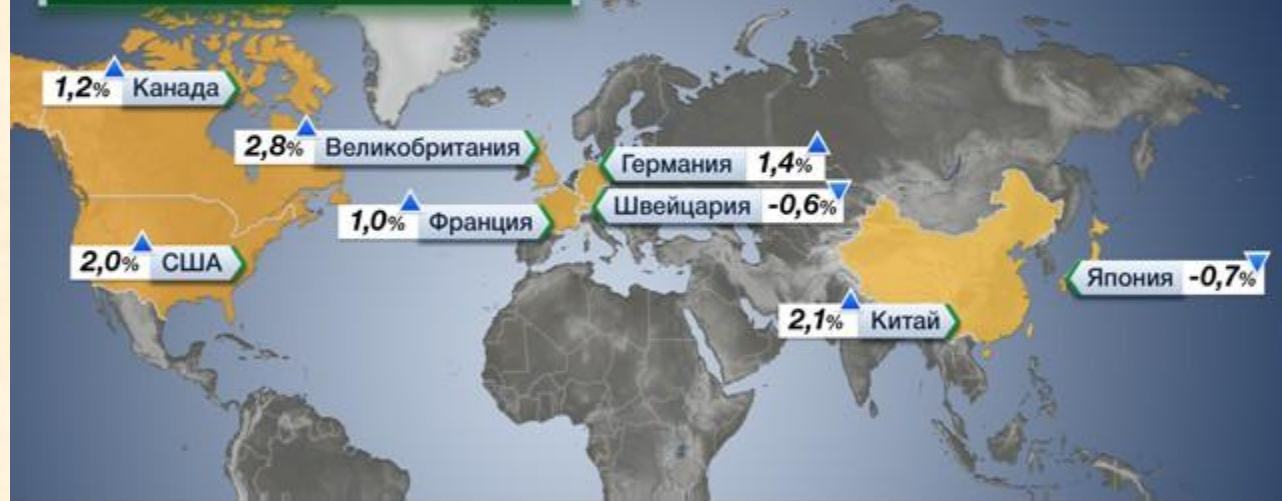 1,2% Канада
2,8% Великобритания
Германия 1,4%
Швейцария -0,6%
1,0% Франция
2,0% США
Япония -0,7%
2,1% Китай